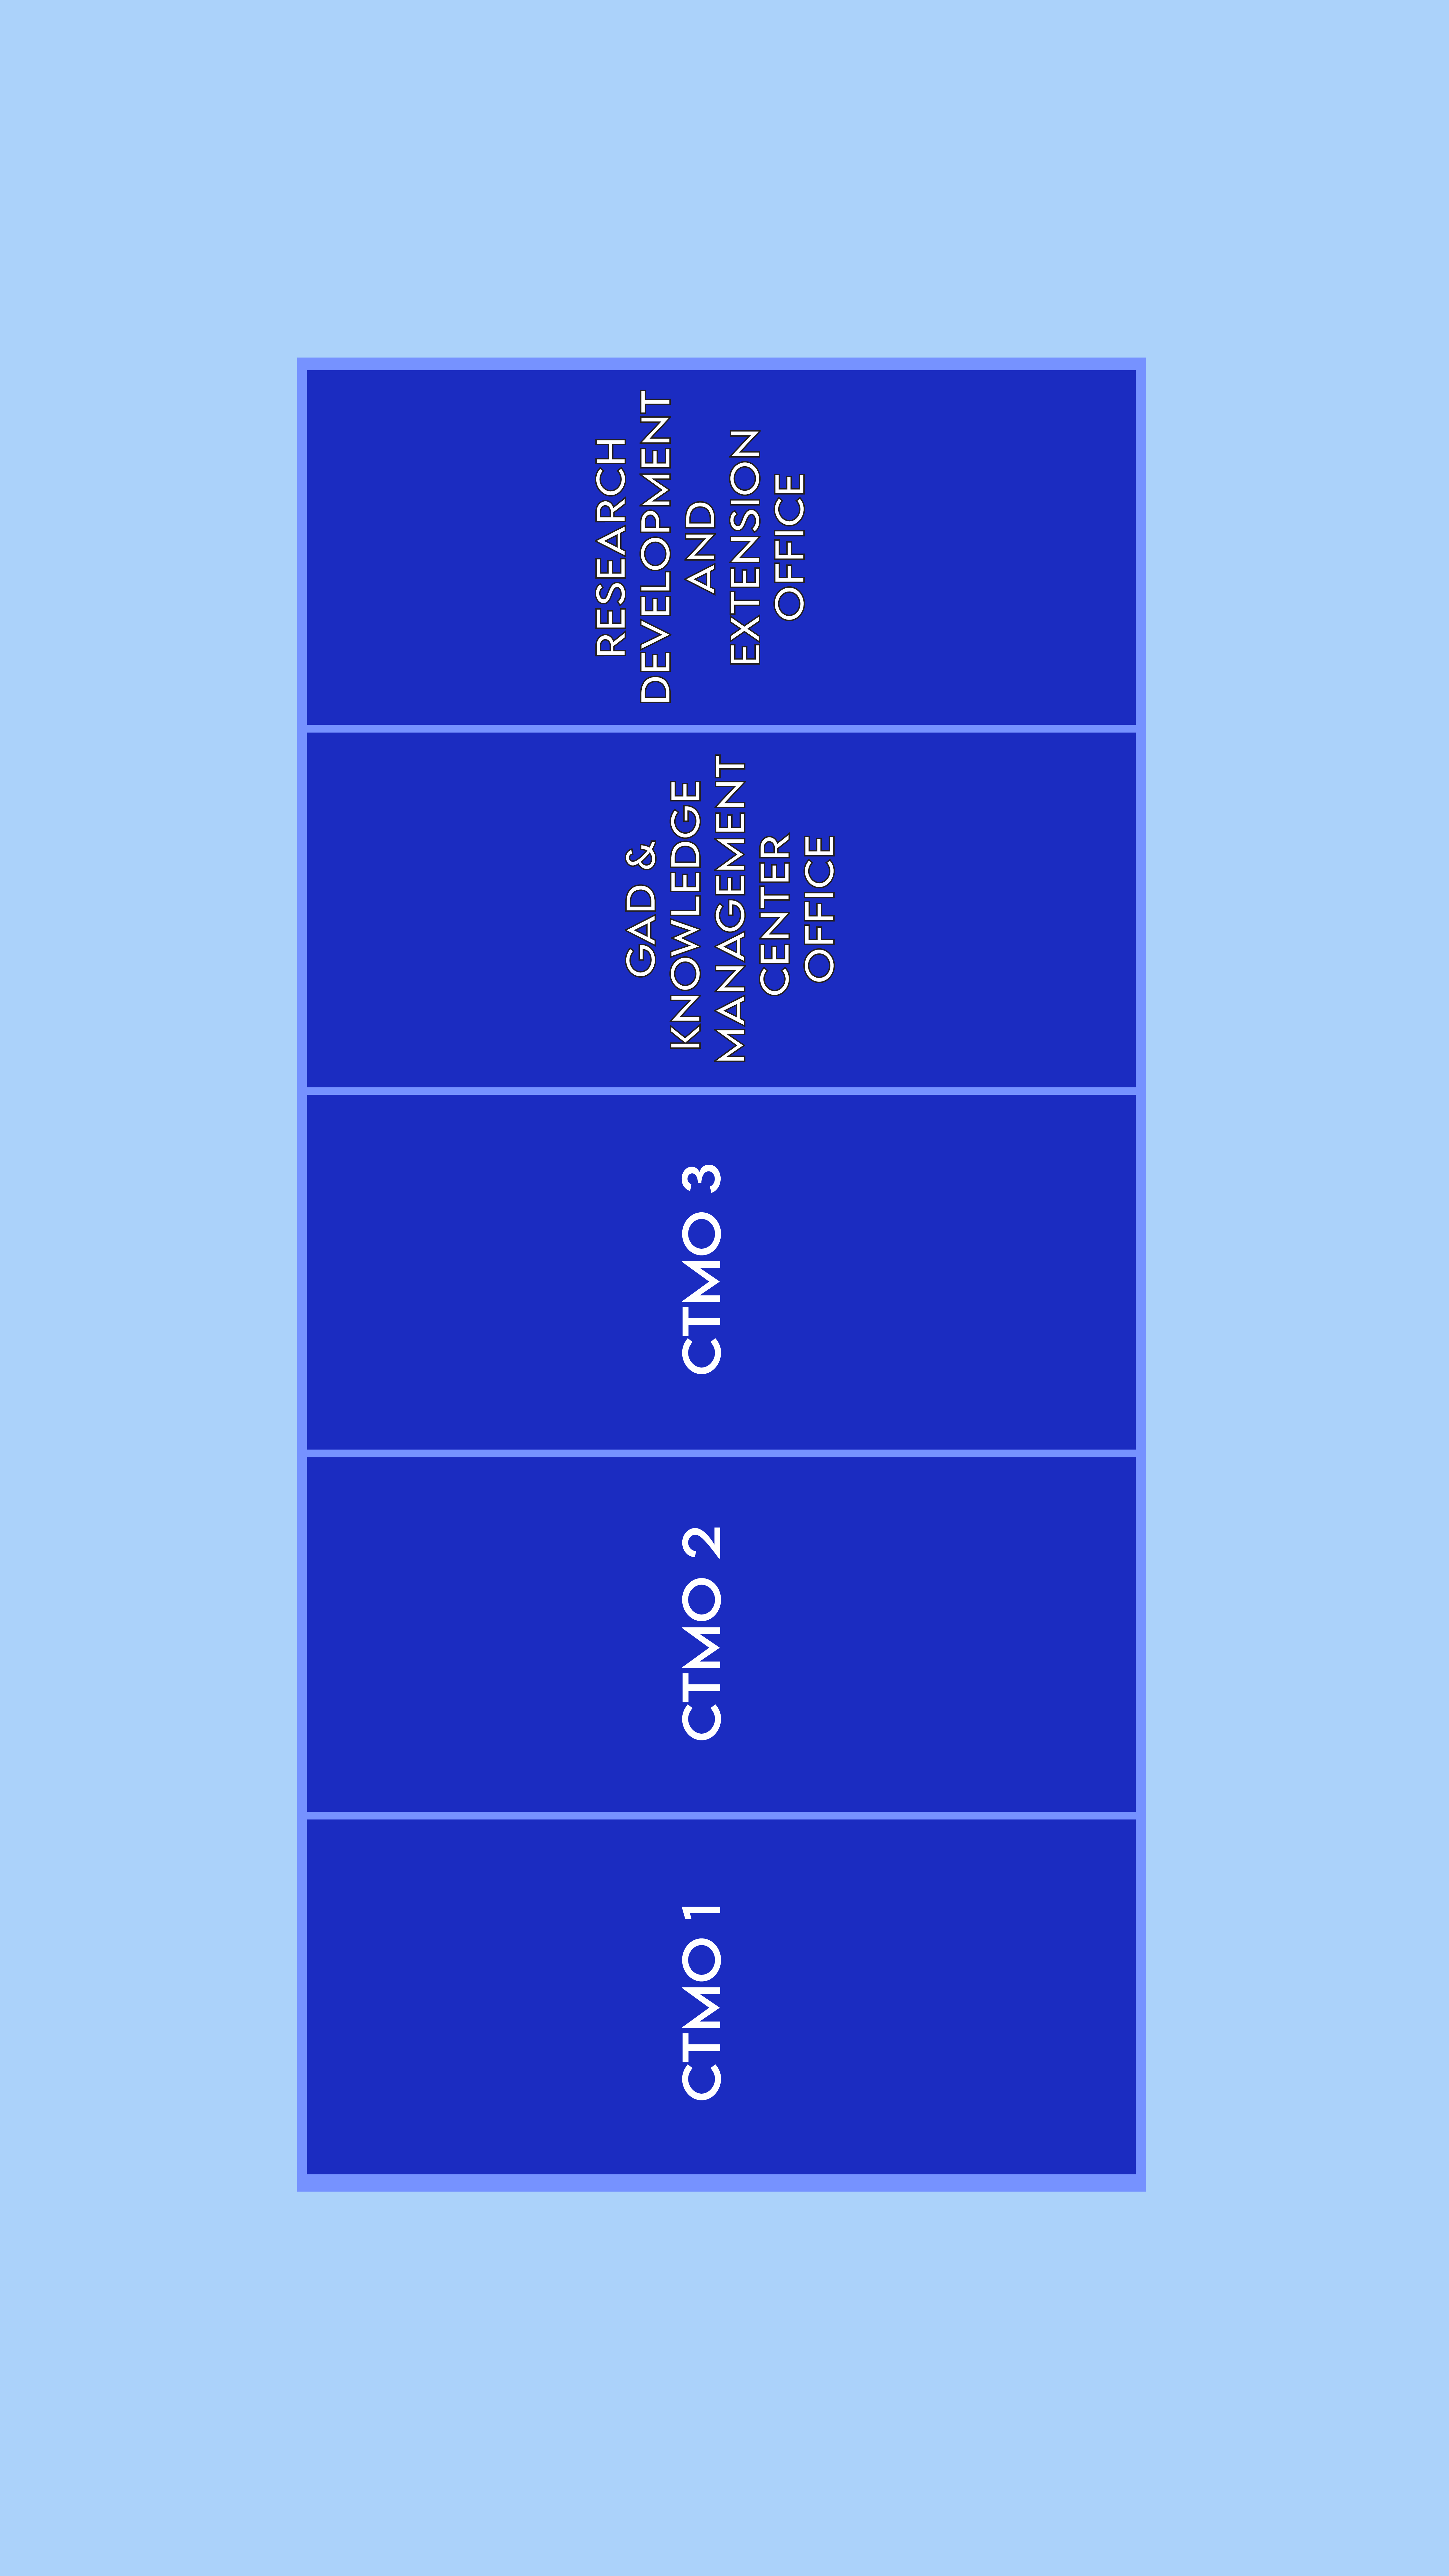 RESEARCH
DEVELOPMENT
AND
EXTENSION
OFFICE
GAD &
KNOWLEDGE
MANAGEMENT
CENTER
OFFICE
CTMO 3
CTMO 2
CTMO 1